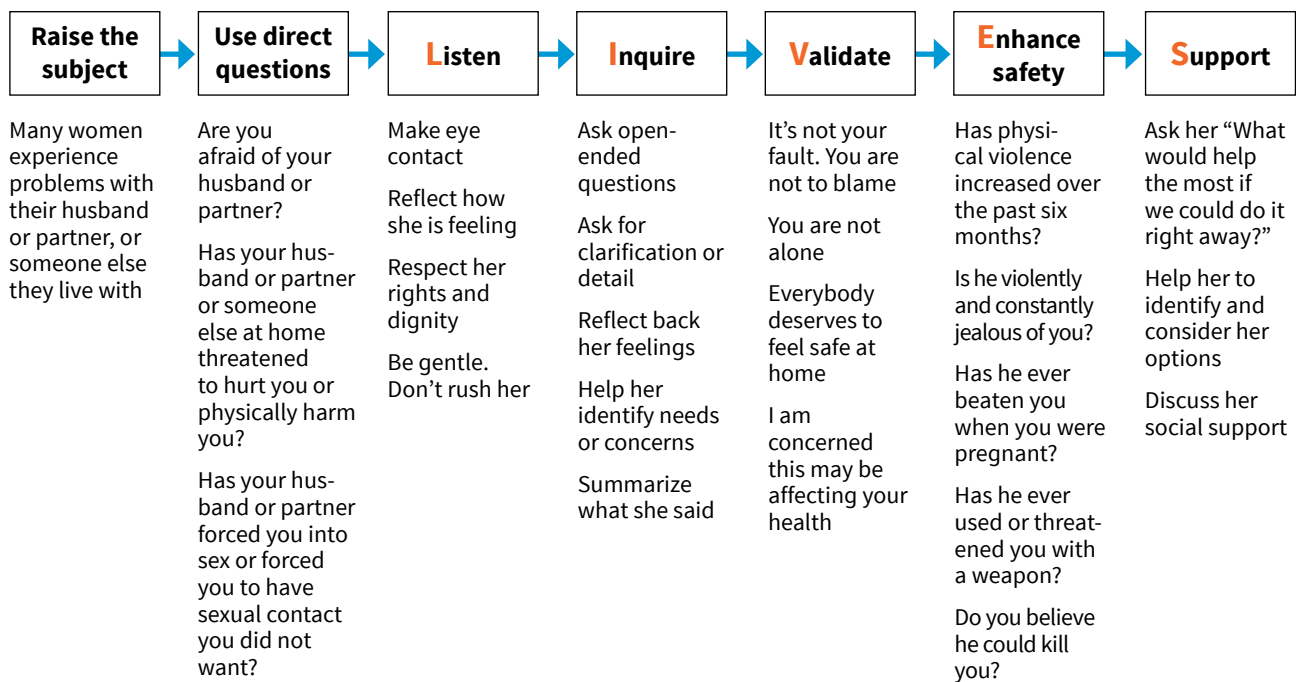 Raise the
subject
Use direct
questions
Listen
Inquire
Validate
Enhance
safety
Support
Many women
experience
problems with
their husband
or partner, or
someone else
they live with
Are you
afraid of your
husband or
partner?
Has your hus-
band or partner
or someone
else at home
threatened
to hurt you or
physically harm
you?
Has your hus-
band or partner
forced you into
sex or forced
you to have
sexual contact
you did not
want?
Make eye
contact
Reflect how
she is feeling
Respect her
rights and
dignity
Be gentle.
Don’t rush her
Ask open-
ended
questions
Ask for
clarification or
detail
Reflect back
her feelings
Help her
identify needs
or concerns
Summarize
what she said
It’s not your
fault. You are
not to blame
You are not
alone
Everybody
deserves to
feel safe at
home
I am
concerned
this may be
affecting your
health
Has physi-
cal violence
increased over
the past six
months?
Is he violently
and constantly
jealous of you?
Has he ever
beaten you
when you were
pregnant?
Has he ever
used or threat-
ened you with
a weapon?
Do you believe
he could kill
you?
Ask her “What
would help
the most if
we could do it
right away?”
Help her to
identify and
consider her
options
Discuss her
social support